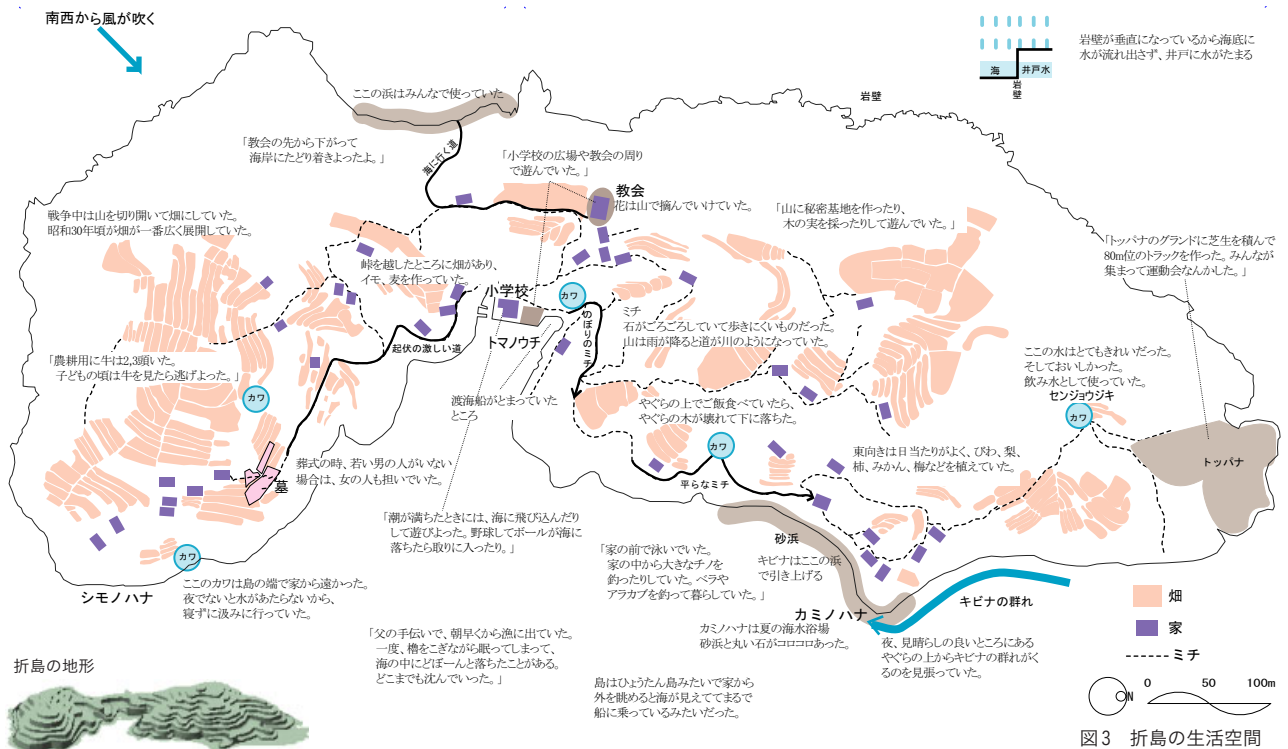 南西から風が吹く
岩壁が垂直になっているから海底に
水が流れ出さず、井戸に水がたまる
海
井戸水
岩壁
岩壁
ここの浜はみんなで使っていた
「教会の先から下がって
海岸にたどり着きよったよ。」
海に行く道
「小学校の広場や教会の周り
で遊んでいた。」
教会
花は山で摘んでいけていた。
戦争中は山を切り開いて畑にしていた。
昭和30年頃が畑が一番広く展開していた。
「山に秘密基地を作ったり、
木の実を採ったりして遊んでいた。」
「トッパナのグランドに芝生を積んで
80m位のトラックを作った。みんなが
集まって運動会なんかした。」
峠を越したところに畑があり、
イモ、麦を作っていた。
小学校
カワ
トマノウチ
のぼりのミチ
ミチ
石がごろごろしていて歩きにくいものだった。
山は雨が降ると道が川のようになっていった。
起伏の激しい道
「農耕用に牛は2,3頭いた。
子どもの頃は牛を見たら逃げよった。」
カワ
渡海船がとまっていた
ところ
やぐらの上でご飯食べていたら、
やぐらの木が壊れて下に落ちた。
ここの水はとてもきれいだった。
そしておいしかった。
飲み水として使っていた。
センジョウジキ
カワ
カワ
トッパナ
東向きは日当たりがよく、びわ、梨、
柿、みかん、梅などを植えていた。
葬式の時、若い男の人がいない
場合は、女の人も担いでいた。
墓
平らなミチ
「潮が満ちたときには、海に飛び込んだり
して遊びよった。野球してボールが海に
落ちたら取りに入ったり。」
砂浜
「家の前で泳いでいた。
家の中から大きなチノを
釣ったりしていた。ベラや
アラカブを釣って暮らしていた。」
キビナはここの浜
で引き上げる
カワ
ここのカワは島の端で家から遠かった。
夜でないと水があたらないから、
寝ずに汲みに行っていた。
シモノハナ
カミノハナ
キビナの群れ
カミノハナは夏の海水浴場
砂浜と丸い石がコロコロあった。
夜、見晴らしの良いところにある
やぐらの上からキビナの群れがく
るのを見張っていた。
「父の手伝いで、朝早くから漁に出ていた。
一度、櫓をこぎながら眠ってしまって、
海の中にどぼーんと落ちたことがある。
どこまでも沈んでいった。」
島はひょうたん島みたいで家から
外を眺めると海が見えててまるで
船に乗っているみたいだった。
畑
家
ミチ
N
0
50
100m
折島の地形
図3 折島の生活空間